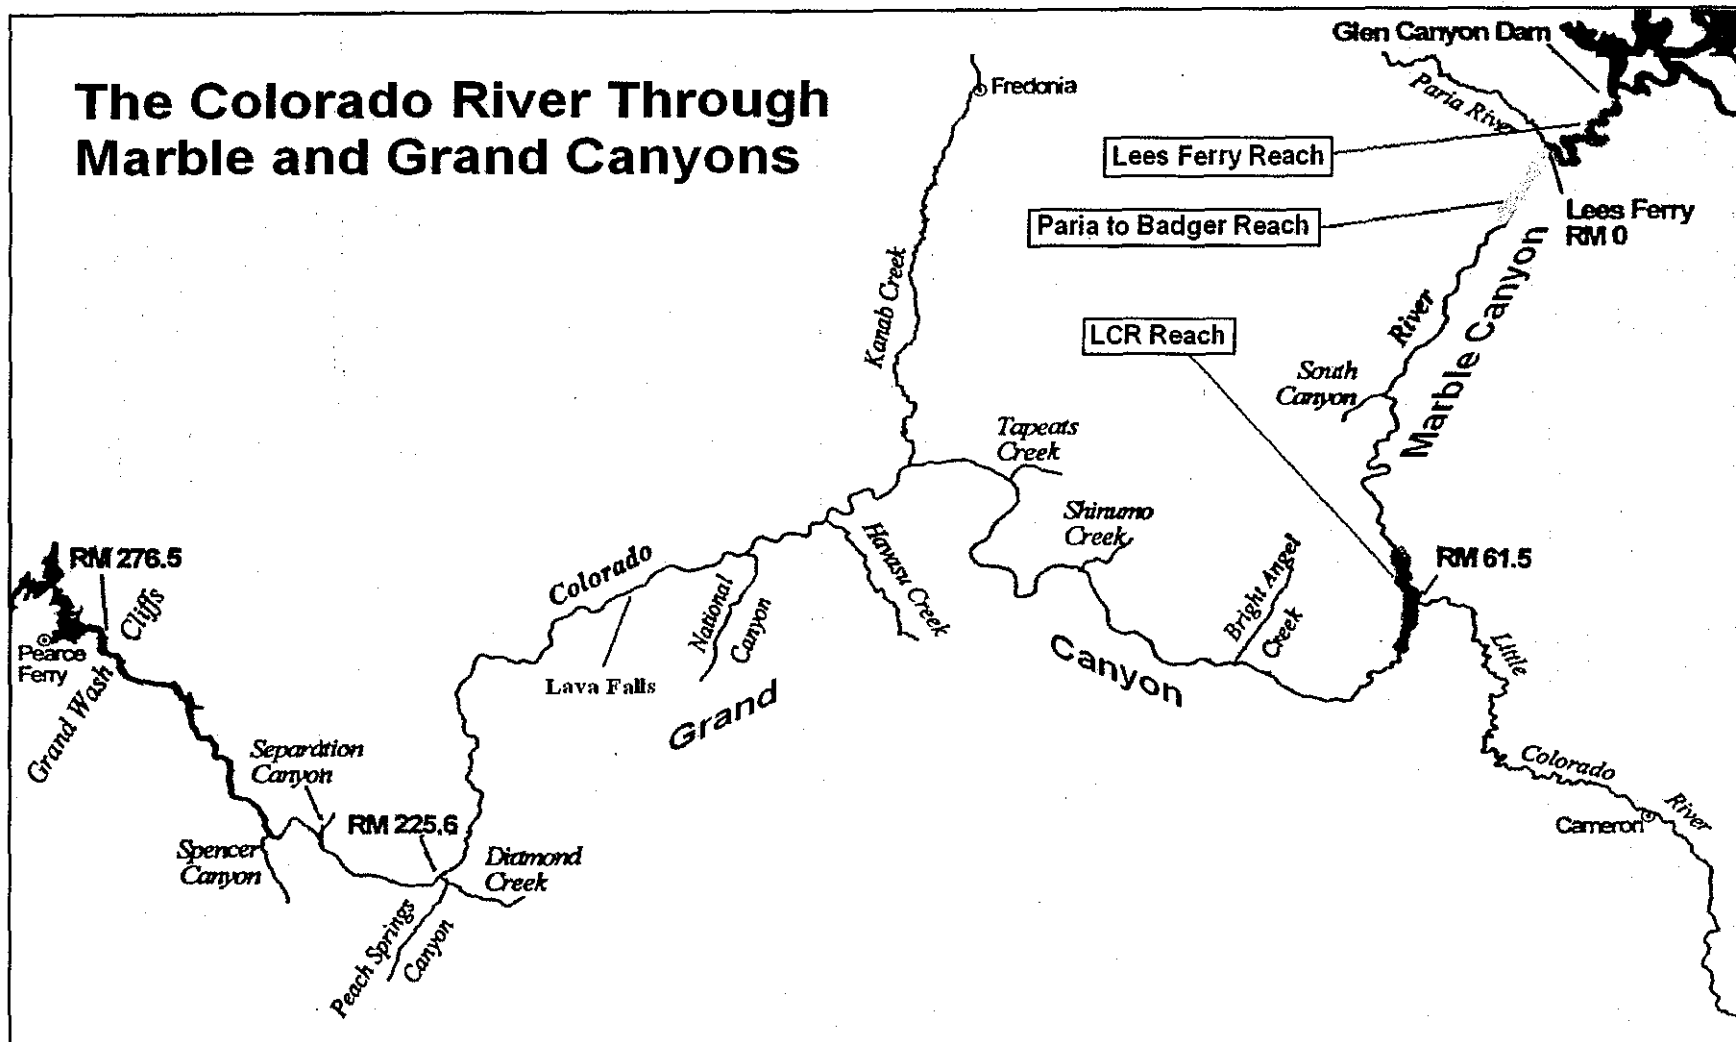 The Colorado River Through
Marble and Grand Canyons
Glen Canyon Dam
Fredonia
Paria River
Lees Ferry Reach
Paria to Badger Reach
Lees Ferry
RM 0
Kanab Creek
River
Marble Canyon
LCR Reach
South
Canyon
Tapeats
Creek
Shinumo
Creek
Havasu Creek
Bright Angel
Creek
RM 61.5
RM 276.5
Cliffs
Colorado
National
Canyon
Pearce
Ferry
Grand Wash
Lava Falls
Grand
Canyon
Little
Colorado
River
Cameron
Separation
Canyon
RM 225.6
Spencer
Canyon
Diamond
Creek
Peach Springs
Canyon